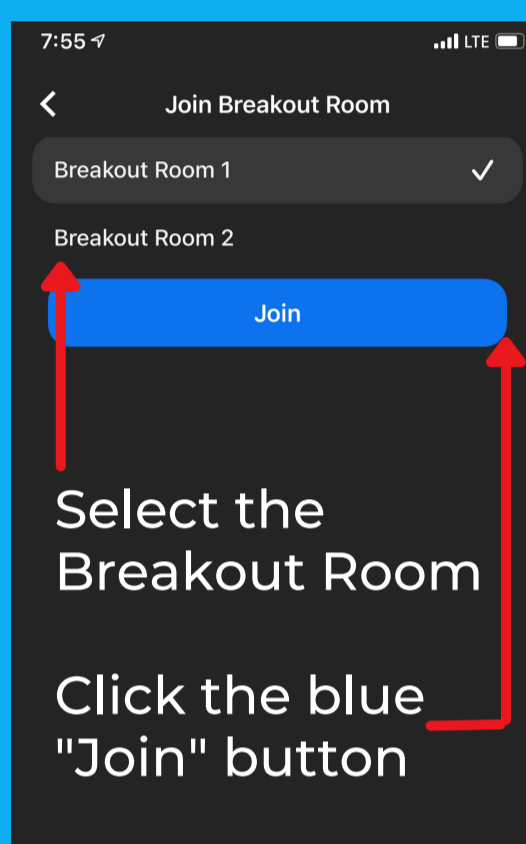 7:55 LTE
Join Breakout Room
Breakout Room 1
Breakout Room 2
Join
Select the
Breakout Room
Click the blue
"Join" button